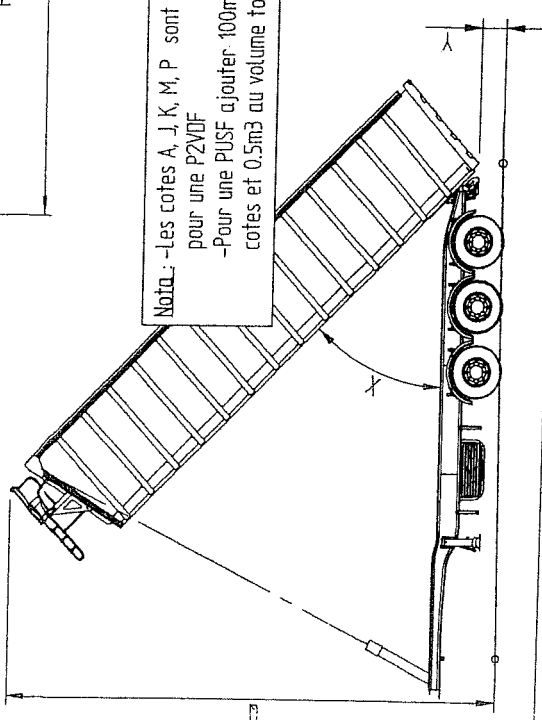 Nota : -Les cotes A, J, K, M, P sont
pour une P2VDF
-Pour une PUSF ajouter 100m
cotes et 0.5m3 au volume to
X
Y